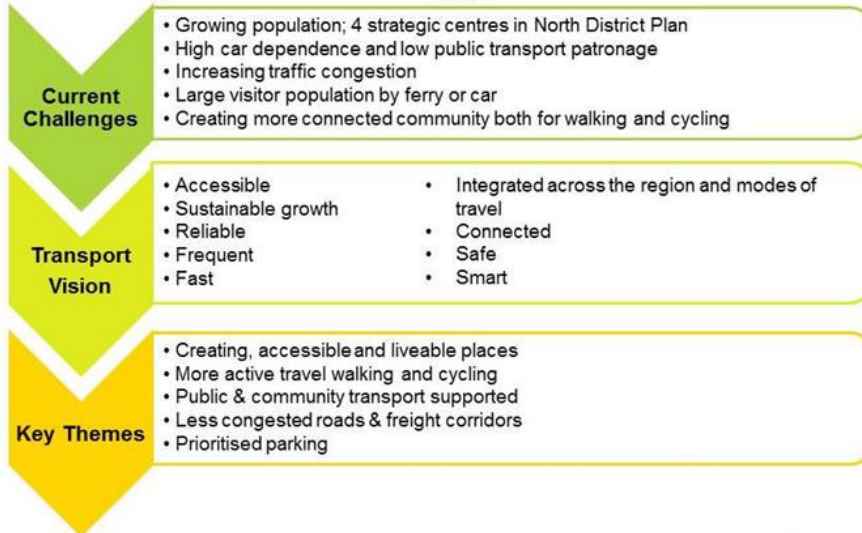 Current
Challenges
• Growing population; 4 strategic centres in North District Plan
• High car dependence and low public transport patronage
• Increasing traffic congestion
• Large visitor population by ferry or car
• Creating more connected community both for walking and cycling
Transport
Vision
• Accessible
• Sustainable growth
• Reliable
• Frequent
• Fast
• Integrated across the region and modes of
travel
• Connected
• Safe
• Smart
Key Themes
• Creating, accessible and liveable places
• More active travel walking and cycling
• Public & community transport supported
• Less congested roads & freight corridors
• Prioritised parking